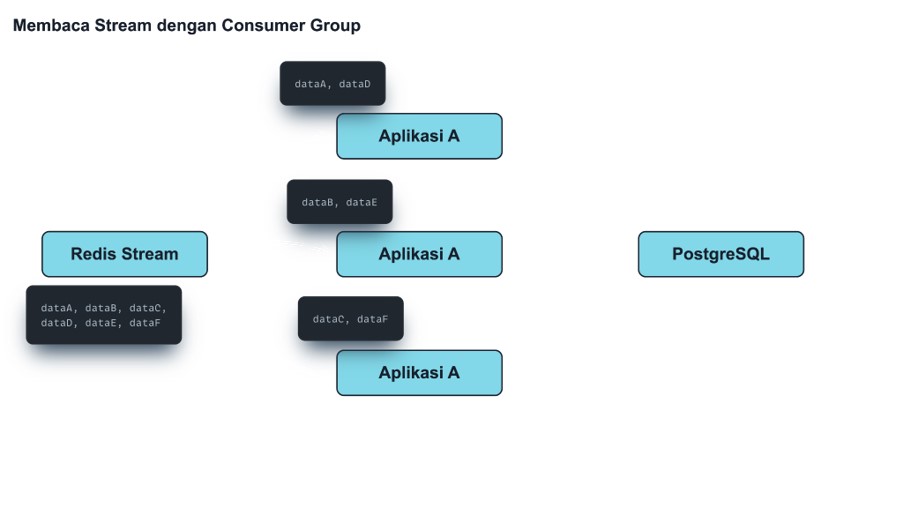 Membaca Stream dengan Consumer Group
dataA, dataD
Aplikasi A
dataB, dataE
Redis Stream
Aplikasi A
PostgreSQL
dataA, dataB, dataC,
dataD, dataE, dataF
dataC, dataF
Aplikasi A